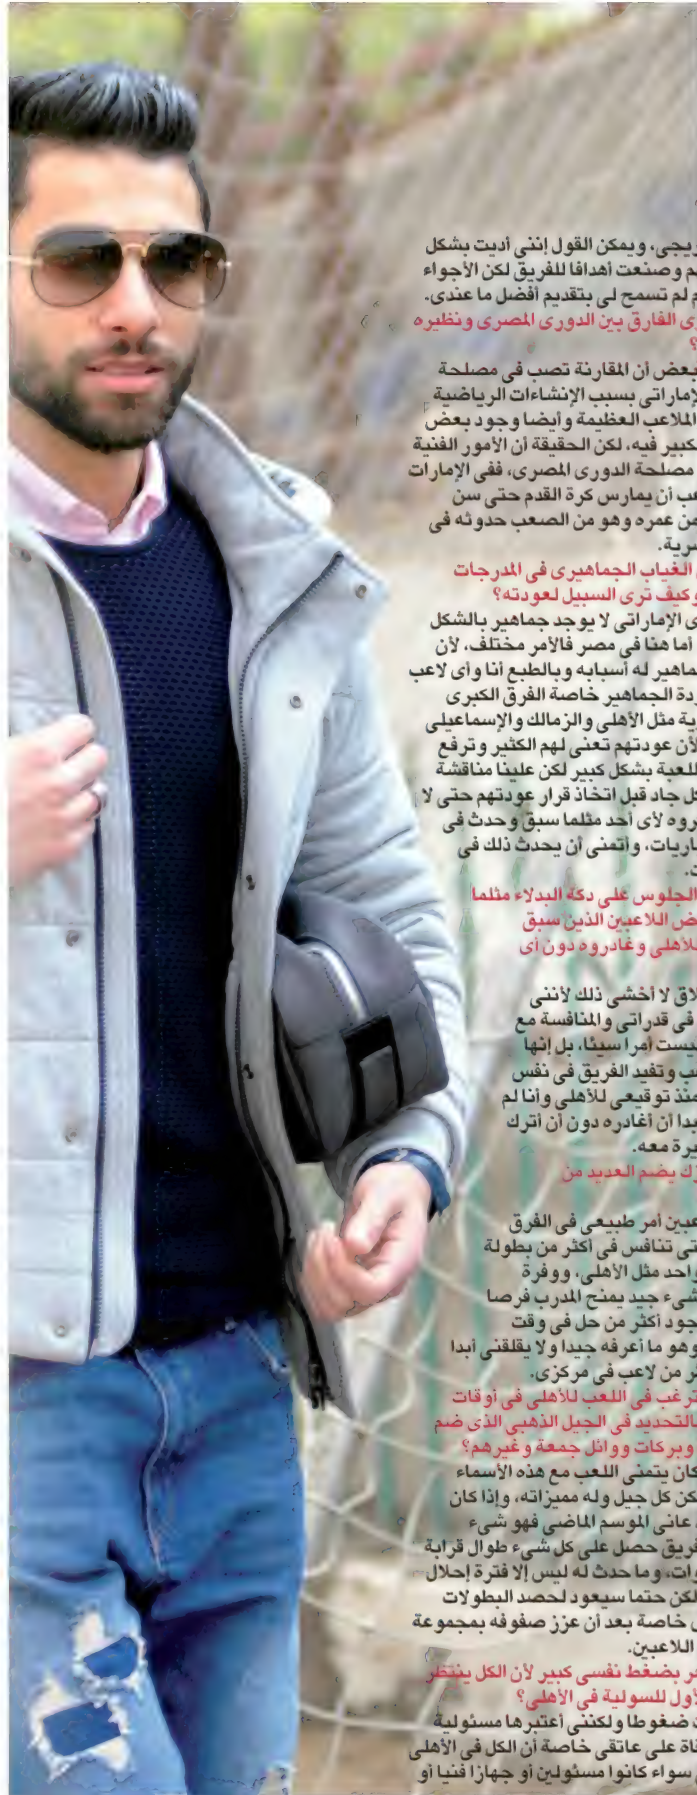 ريجى، ويمكن القول إننى أديت بشكل
م وصنعت أهدافا للفريق لكن الأجواء
م لم تسمح لى بتقديم أفضل ما عندى.
ى الفارق بين الدورى المصرى ونظيره
؟
بعض أن المقارنة تصب فى مصلحة
لإماراتى بسبب الإنشاءات الرياضية
الملاعب العظيمة وأيضا وجود بعض
كبير فيه، لكن الحقيقة أن الأمور الفنية
مصلحة الدورى المصرى، ففى الإمارات
عب أن يمارس كرة القدم حتى سن
من عمره وهو من الصعب حدوثه فى
سرية.
الغياب الجماهيرى فى المدرجات
وكيف ترى السبيل لعودته؟
ى الإماراتى لا يوجد جماهير بالشكل
أما هنا فى مصر فالأمر مختلف، لأن
ماهير له أسبابه وبالطبع أنا وأى لاعب
ودة الجماهير خاصة الفرق الكبرى
ية مثل الأهلى والزمالك والإسماعيلى
لأن عودتهم تعنى لهم الكثير وترفع
للعبة بشكل كبير لكن علينا مناقشة
كل جاد قبل اتخاذ قرار عودتهم حتى لا
روه لأى أحد مثلما سبق وحدث فى
باريات، وأتمنى أن يحدث ذلك فى
ت.
الجلوس على دكة البدلاء مثلما
ض اللاعبين الذين سبق
للأهلى وغادروه دون أى
لاق لا أخشى ذلك لأننى
فى قدراتى والمنافسة مع
يست أمرا سيئا، بل إنها
ب وتفيد الفريق فى نفس
منذ توقيعى للأهلى وأنا لم
بدا أن أغادره دون أن أترك
يرة معه.
زك يضم العديد من
عبين أمر طبيعى فى الفرق
تى تنافس فى أكثر من بطولة
واحد مثل الأهلى، ووفرة
شىء جيد يمنح المدرب فرصا
جود أكثر من حل فى وقت
وهو ما أعرفه جيدا ولا يقلقنى أبدا
ر من لاعب فى مركزى.
ترغب فى اللعب للأهلى فى أوقات
بالتحديد فى الجيل الذهبى الذى ضم
وبركات ووائل جمعة وغيرهم؟
كان يتمنى اللعب مع هذه الأسماء
كن كل جيل وله مميزاته، وإذا كان
عانى الموسم الماضى فهو شىء
فريق حصل على كل شىء طوال قرابة
وات، وما حدث له ليس إلا فترة إحلال
لكن حتما سيعود لحصد البطولات
خاصة بعد أن عزز صفوفه بمجموعة
اللاعبين.
ر بضغط نفسى كبير لأن الكل ينتظر
لأول للسولية فى الأهلى؟
ضغوطا ولكننى أعتبرها مسئولية
قاة على عاتقى خاصة أن الكل فى الأهلى
سواء كانوا مسئولين أو جهازا فنيا أو